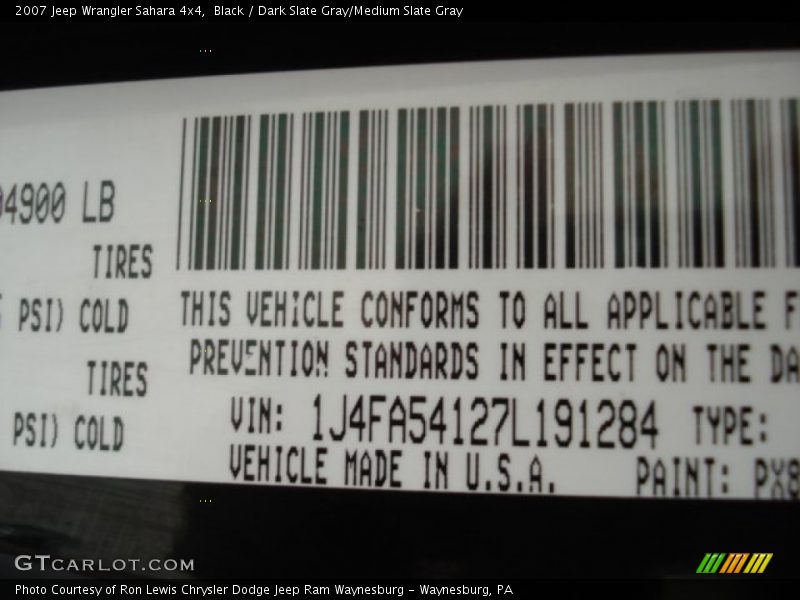 2007 Jeep Wrangler Sahara 4x4, Black / Dark Slate Gray/Medium Slate Gray
4900 LB
TIRES
PSI) COLD
TIRES
PSI) COLD
THIS VEHICLE CONFORMS TO ALL APPLICABLE F
PREVENTION STANDARDS IN EFFECT ON THE DA
VIN: 1J4FA54127L191284 TYPE:
VEHICLE MADE IN U.S.A. PAINT: PX8
GTCARLOT.COM
Photo Courtesy of Ron Lewis Chrysler Dodge Jeep Ram Waynesburg - Waynesburg, PA